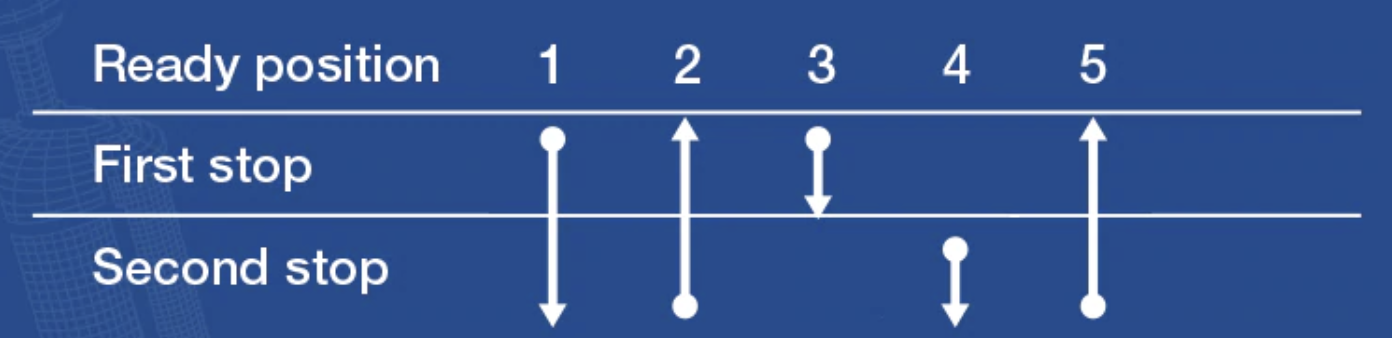 Ready position 1 2 3 4 5
First stop
Second stop